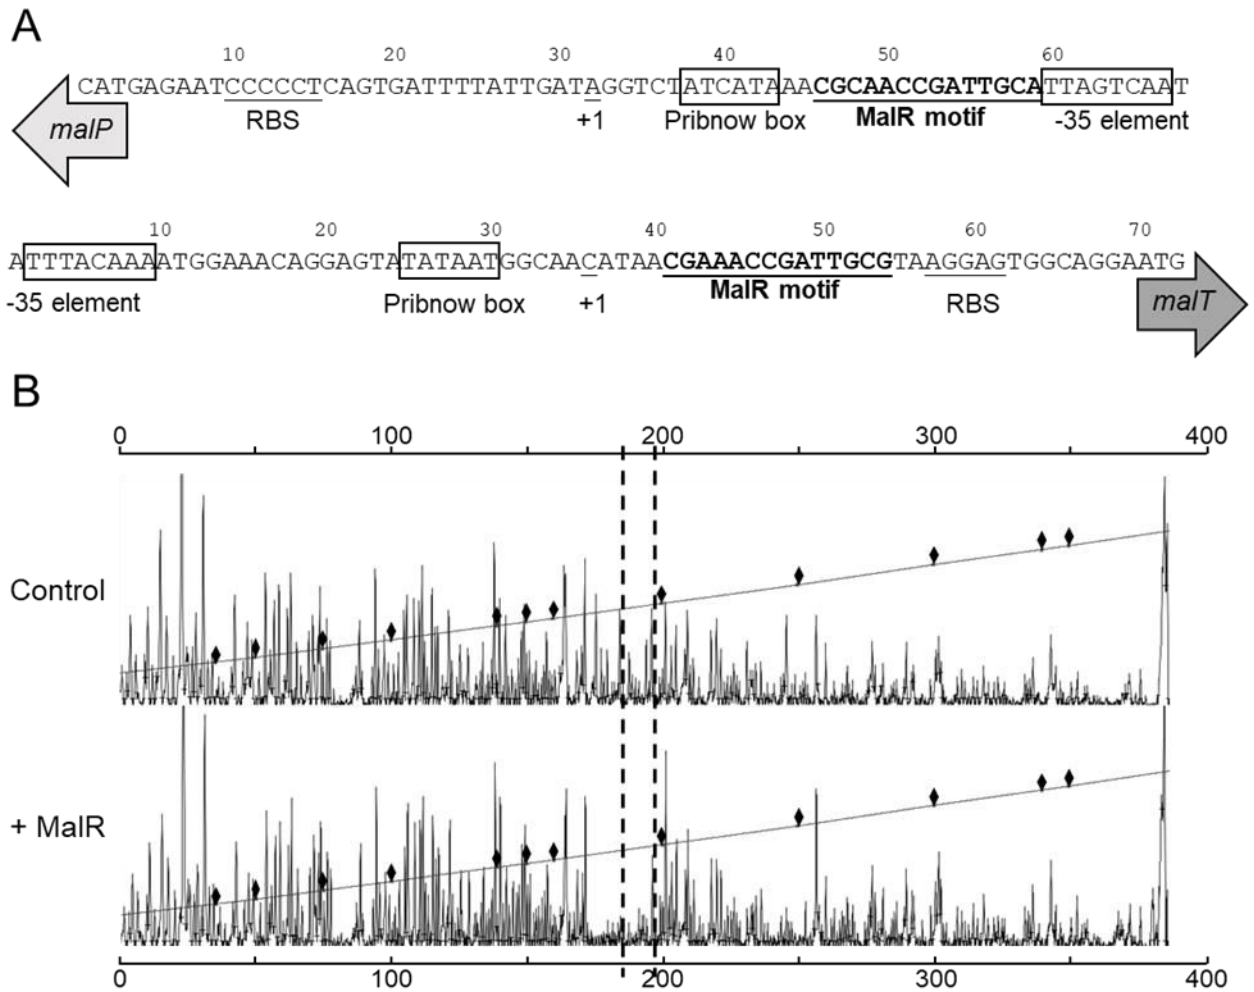 A
10 20 30 40 50 60
CATGAGAATCCCCCTCAGTGATTTTATTGATAGGTCTATCATAAACGCAACCGATTGCATTAGTCAAT
malP RBS +1 Pribnow box MalR motif -35 element
10 20 30 40 50 60 70
ATTTACAAAATGGAAACAGGAGTATATAATGGCAACATAACGAAACCGATTGCGTAAGGAGTGGCAGGAATG
-35 element Pribnow box +1 MalR motif RBS malT
B
0 100 200 300 400
Control
+ MalR
0 100 200 300 400